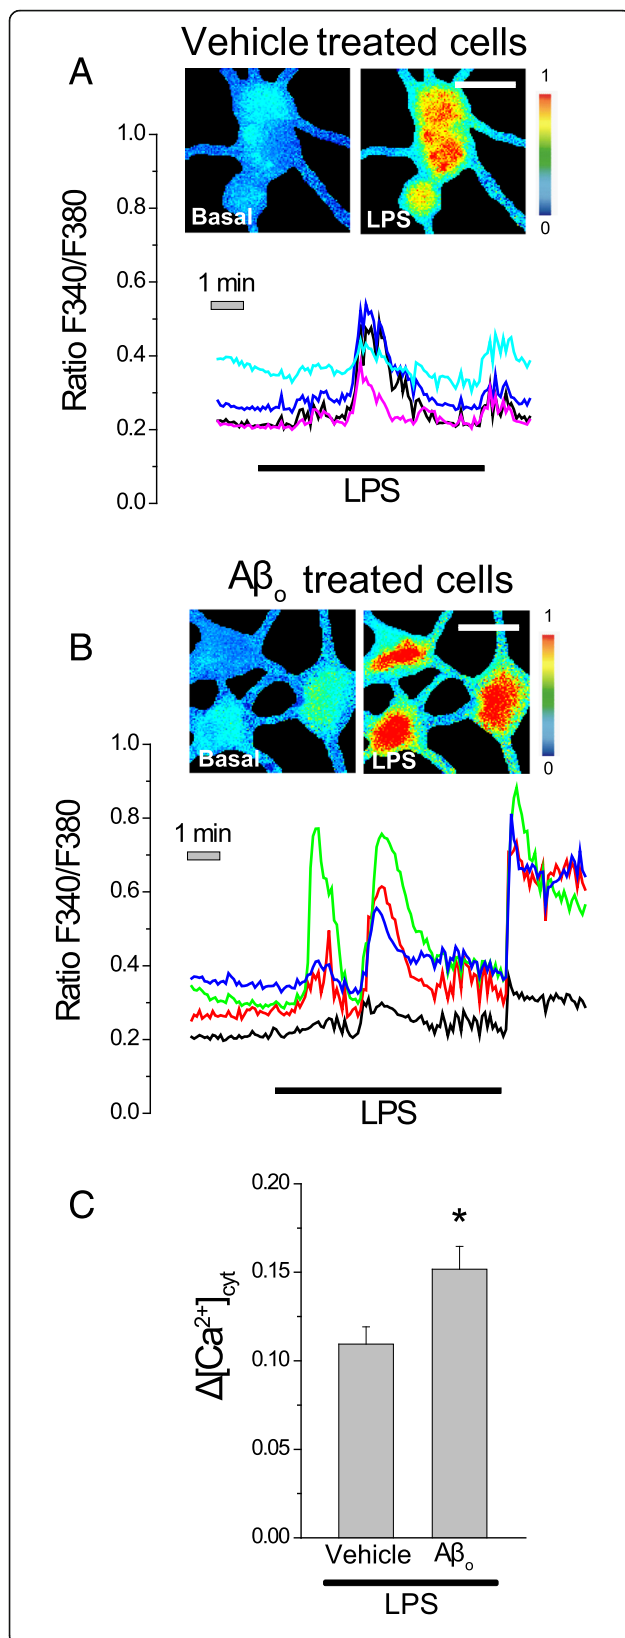 A
Vehicle treated cells
Basal
LPS
1
0
Ratio F340/F380
1.0
0.8
0.6
0.4
0.2
0.0
1 min
LPS
Aβo treated cells
B
Basal
LPS
1
0
Ratio F340/F380
1.0
0.8
0.6
0.4
0.2
0.0
1 min
LPS
C
Δ[Ca2+]cyt
0.20
0.15
0.10
0.05
0.00
*
Vehicle Aβo
LPS